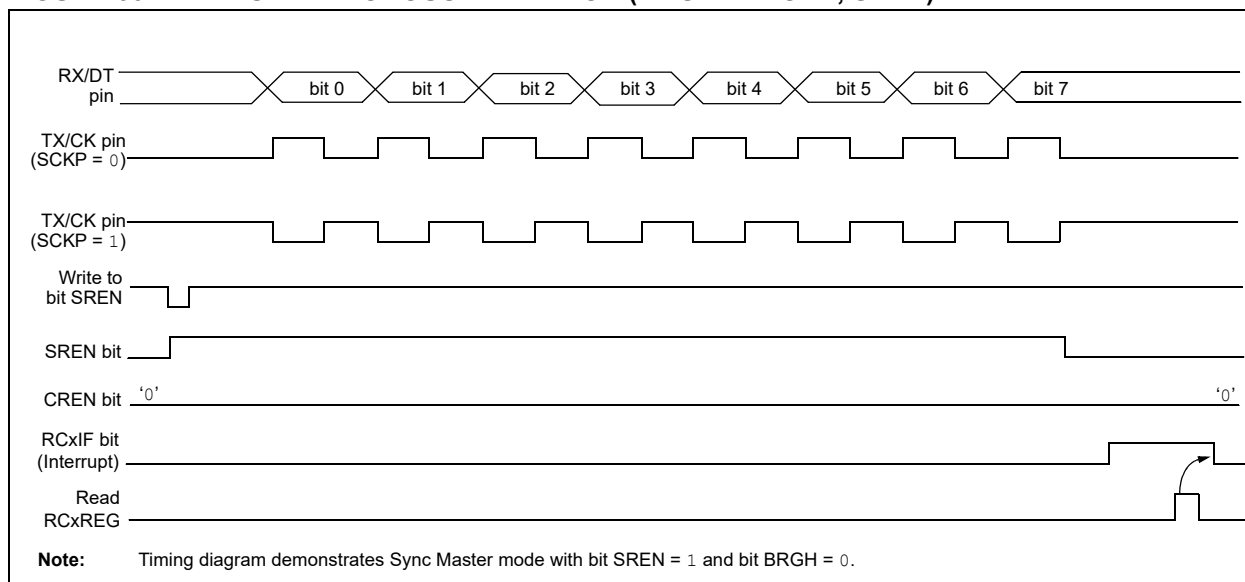 RX/DT
pin
bit 0 bit 1 bit 2 bit 3 bit 4 bit 5 bit 6 bit 7
TX/CK pin
(SCKP = 0)
TX/CK pin
(SCKP = 1)
Write to
bit SREN
SREN bit
CREN bit '0' '0'
RCxIF bit
(Interrupt)
Read
RCxREG
Note: Timing diagram demonstrates Sync Master mode with bit SREN = 1 and bit BRGH = 0.